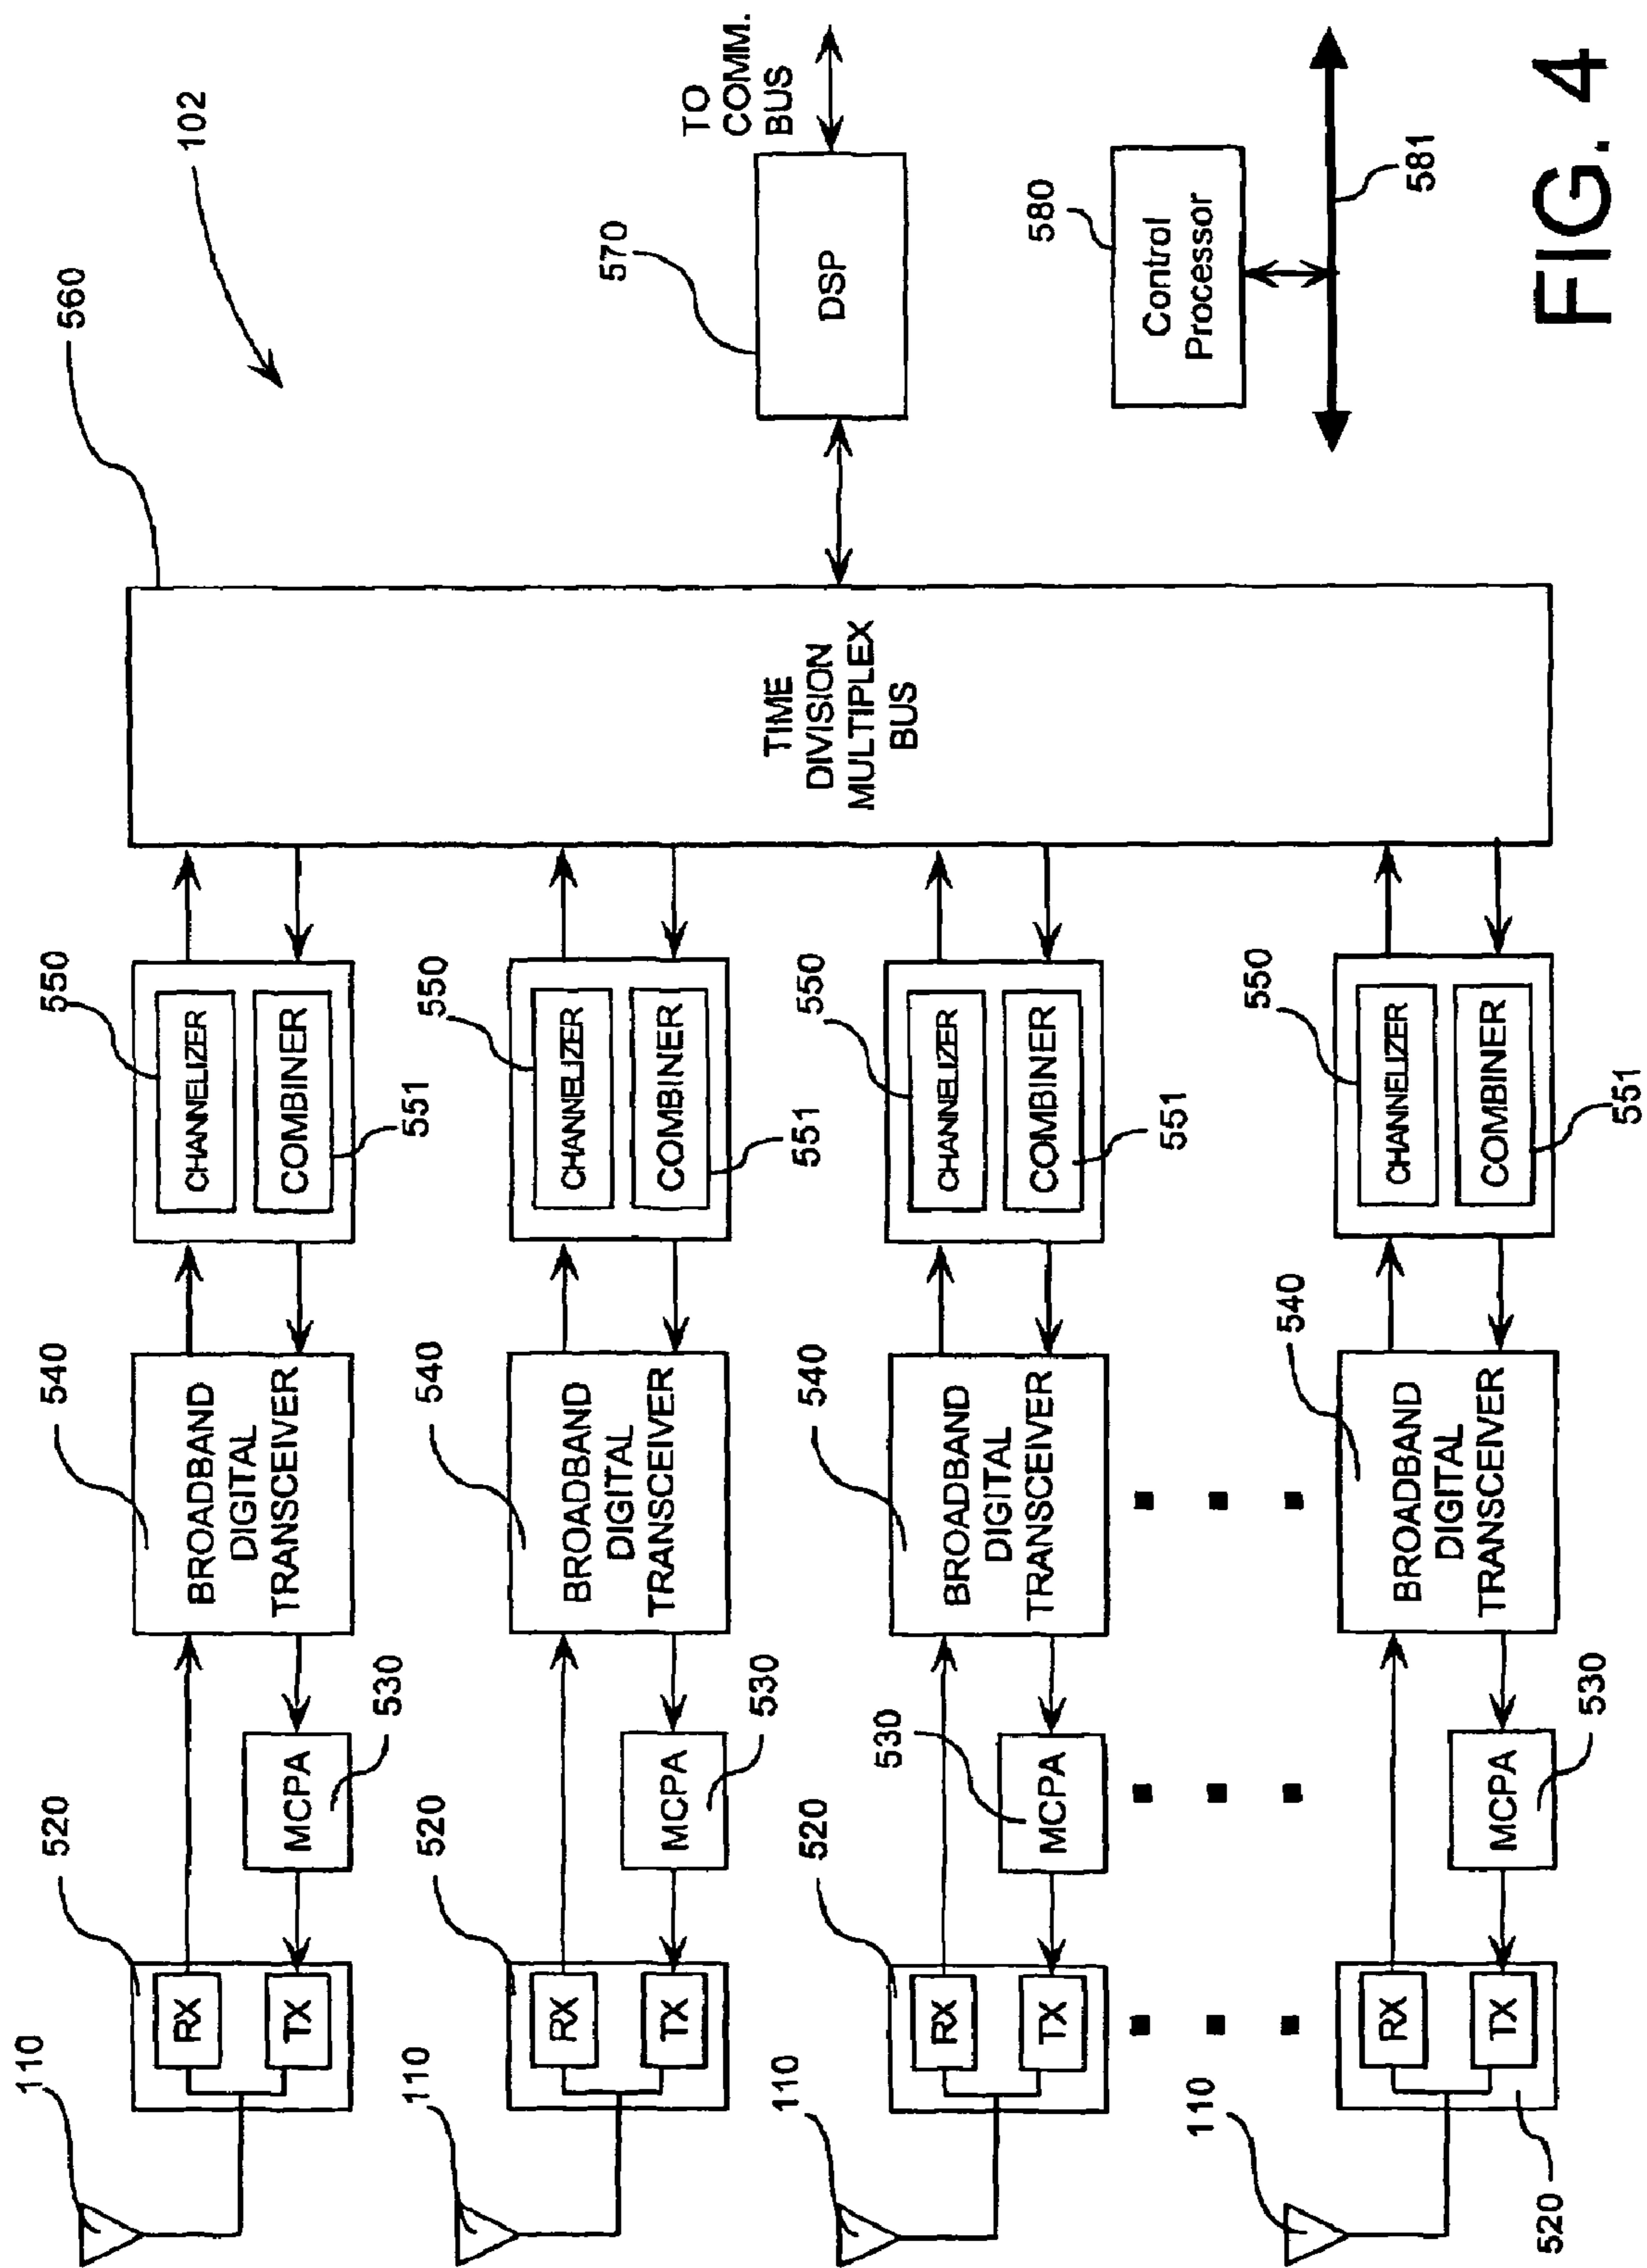 102
560
TO
COMM.
BUS
570
DSP
580
Control
Processor
581
TIME
DIVISION
MULTIPLEX
BUS
110
520
RX
TX
MCPA
530
540
BROADBAND
DIGITAL
TRANSCEIVER
550
CHANNELIZER
COMBINER
551
110
520
RX
TX
MCPA
530
540
BROADBAND
DIGITAL
TRANSCEIVER
550
CHANNELIZER
COMBINER
551
110
520
RX
TX
530
MCPA
540
BROADBAND
DIGITAL
TRANSCEIVER
550
CHANNELIZER
COMBINER
551
110
520
RX
TX
MCPA
530
540
BROADBAND
DIGITAL
TRANSCEIVER
550
CHANNELIZER
COMBINER
551
FIG. 4